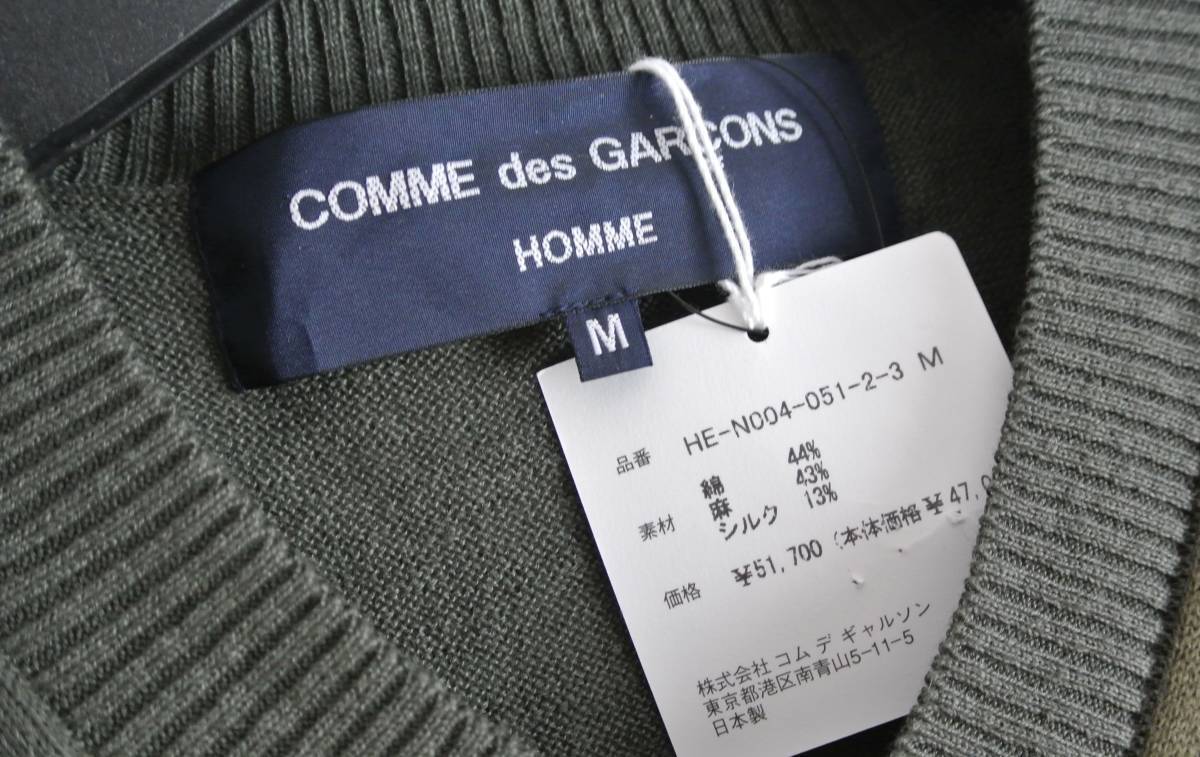 COMME des GARÇONS
HOMME
M
品番 HE-N004-051-2-3 M
素材 綿 44%
麻 43%
シルク 13%
価格 ¥51,700 (本体価格 ¥47,0
株式会社 コム デ ギャルソン
東京都港区南青山5-11-5
日本製